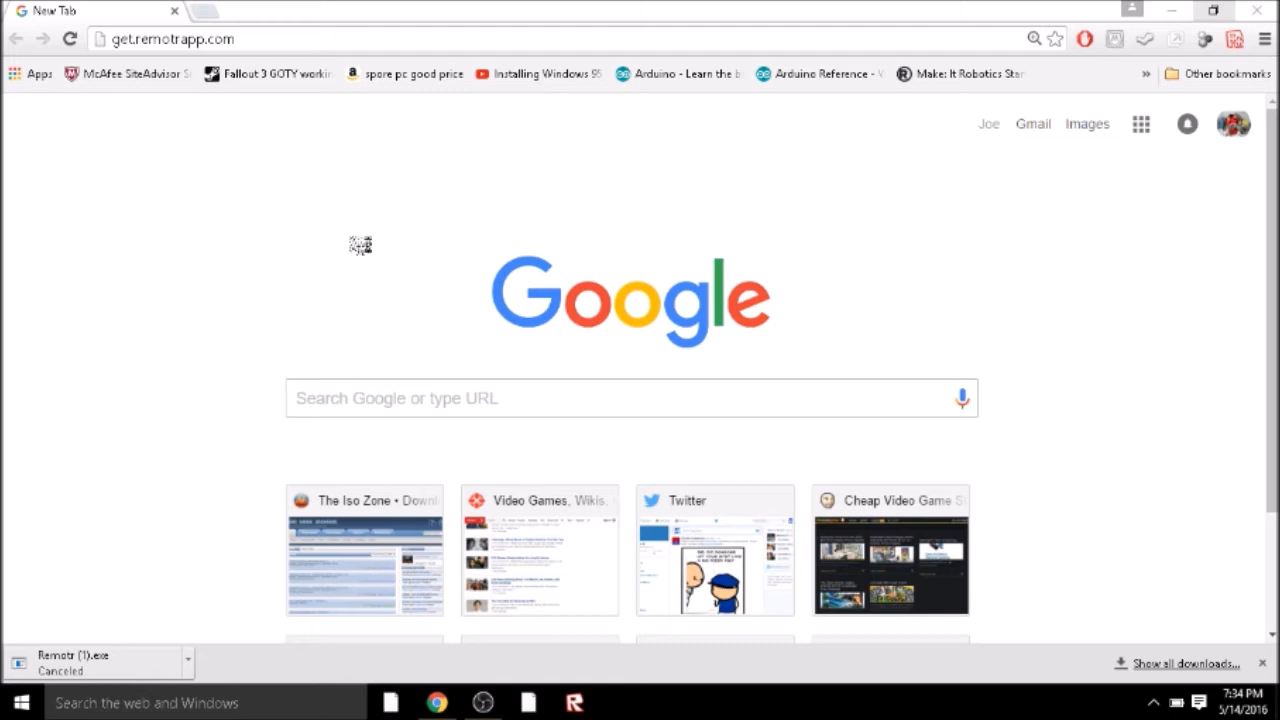 New Tab
get.remotrapp.com
Apps McAfee SiteAdvisor Fallout 3 GOTY workin spore pc good price Installing Windows 95 Arduino - Learn the b Arduino Reference - Make: It Robotics Star » Other bookmarks
Joe Gmail Images
Google
Search Google or type URL
The Iso Zone • Downl Video Games, Wikis, Twitter Cheap Video Game S
Remotr (1).exe
Canceled
Show all downloads...
Search the web and Windows
7:34 PM
5/14/2016